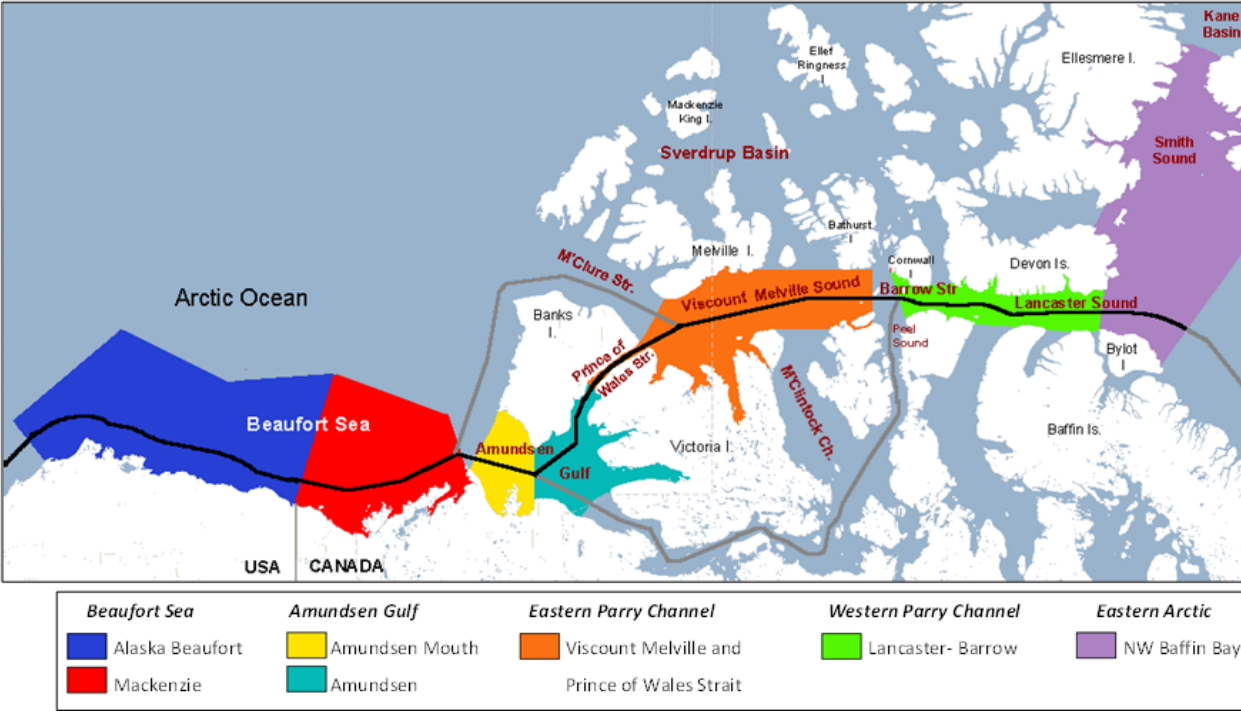 Kane
Basin
Ellesmere I.
Ellef
Ringness
I
Mackenzie
King I.
Smith
Sound
Sverdrup Basin
Bathurst
I
Melville I.
M'Clure Str.
Cornwall
I
Devon Is.
Arctic Ocean
Viscount Melville Sound
Barrow Str
Lancaster Sound
Banks
I.
Peel
Sound
Prince of
Wales Str.
Bylot
I
M'Clintock Ch.
Beaufort Sea
Baffin Is.
Amundsen
Gulf
Victoria I.
USA
CANADA
Beaufort Sea
Amundsen Gulf
Eastern Parry Channel
Western Parry Channel
Eastern Arctic
Alaska Beaufort
Amundsen Mouth
Viscount Melville and
Lancaster- Barrow
NW Baffin Bay
Mackenzie
Amundsen
Prince of Wales Strait